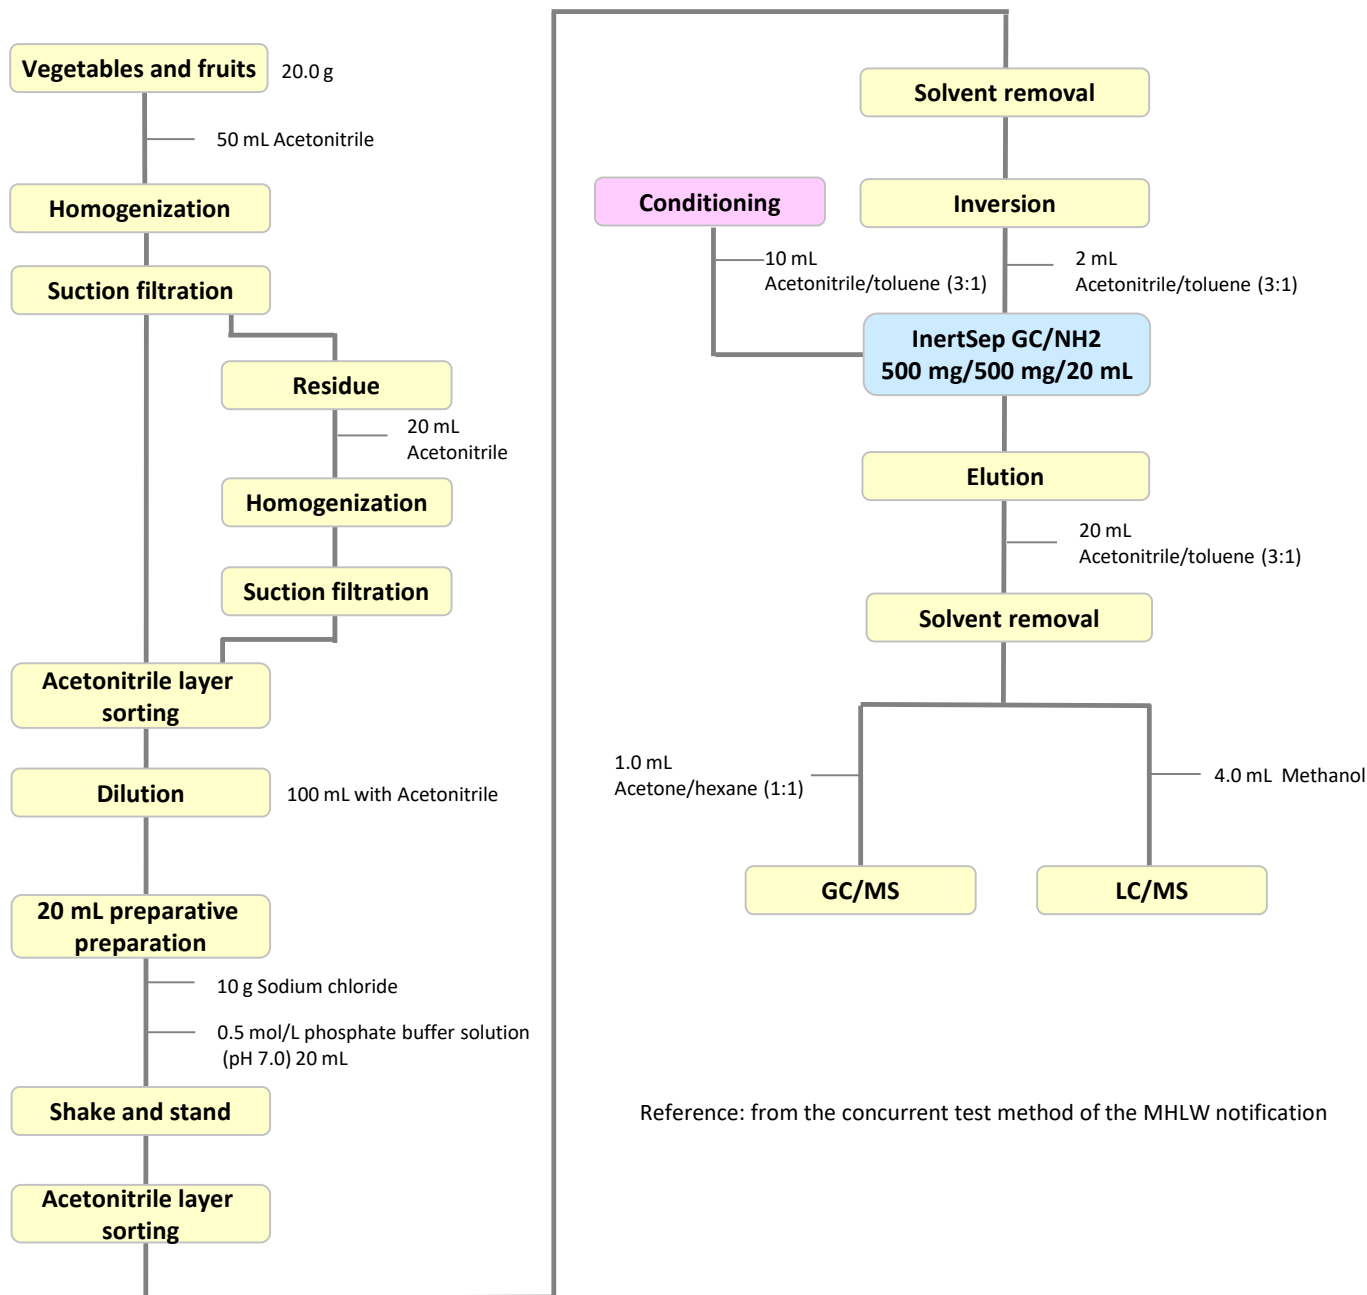 Vegetables and fruits
20.0 g
50 mL Acetonitrile
Homogenization
Suction filtration
Residue
20 mL
Acetonitrile
Homogenization
Suction filtration
Acetonitrile layer
sorting
Dilution
100 mL with Acetonitrile
20 mL preparative
preparation
10 g Sodium chloride
0.5 mol/L phosphate buffer solution
(pH 7.0) 20 mL
Shake and stand
Acetonitrile layer
sorting
Solvent removal
Conditioning
Inversion
10 mL
Acetonitrile/toluene (3:1)
2 mL
Acetonitrile/toluene (3:1)
InertSep GC/NH2
500 mg/500 mg/20 mL
Elution
20 mL
Acetonitrile/toluene (3:1)
Solvent removal
1.0 mL
Acetone/hexane (1:1)
4.0 mL Methanol
GC/MS
LC/MS
Reference: from the concurrent test method of the MHLW notification